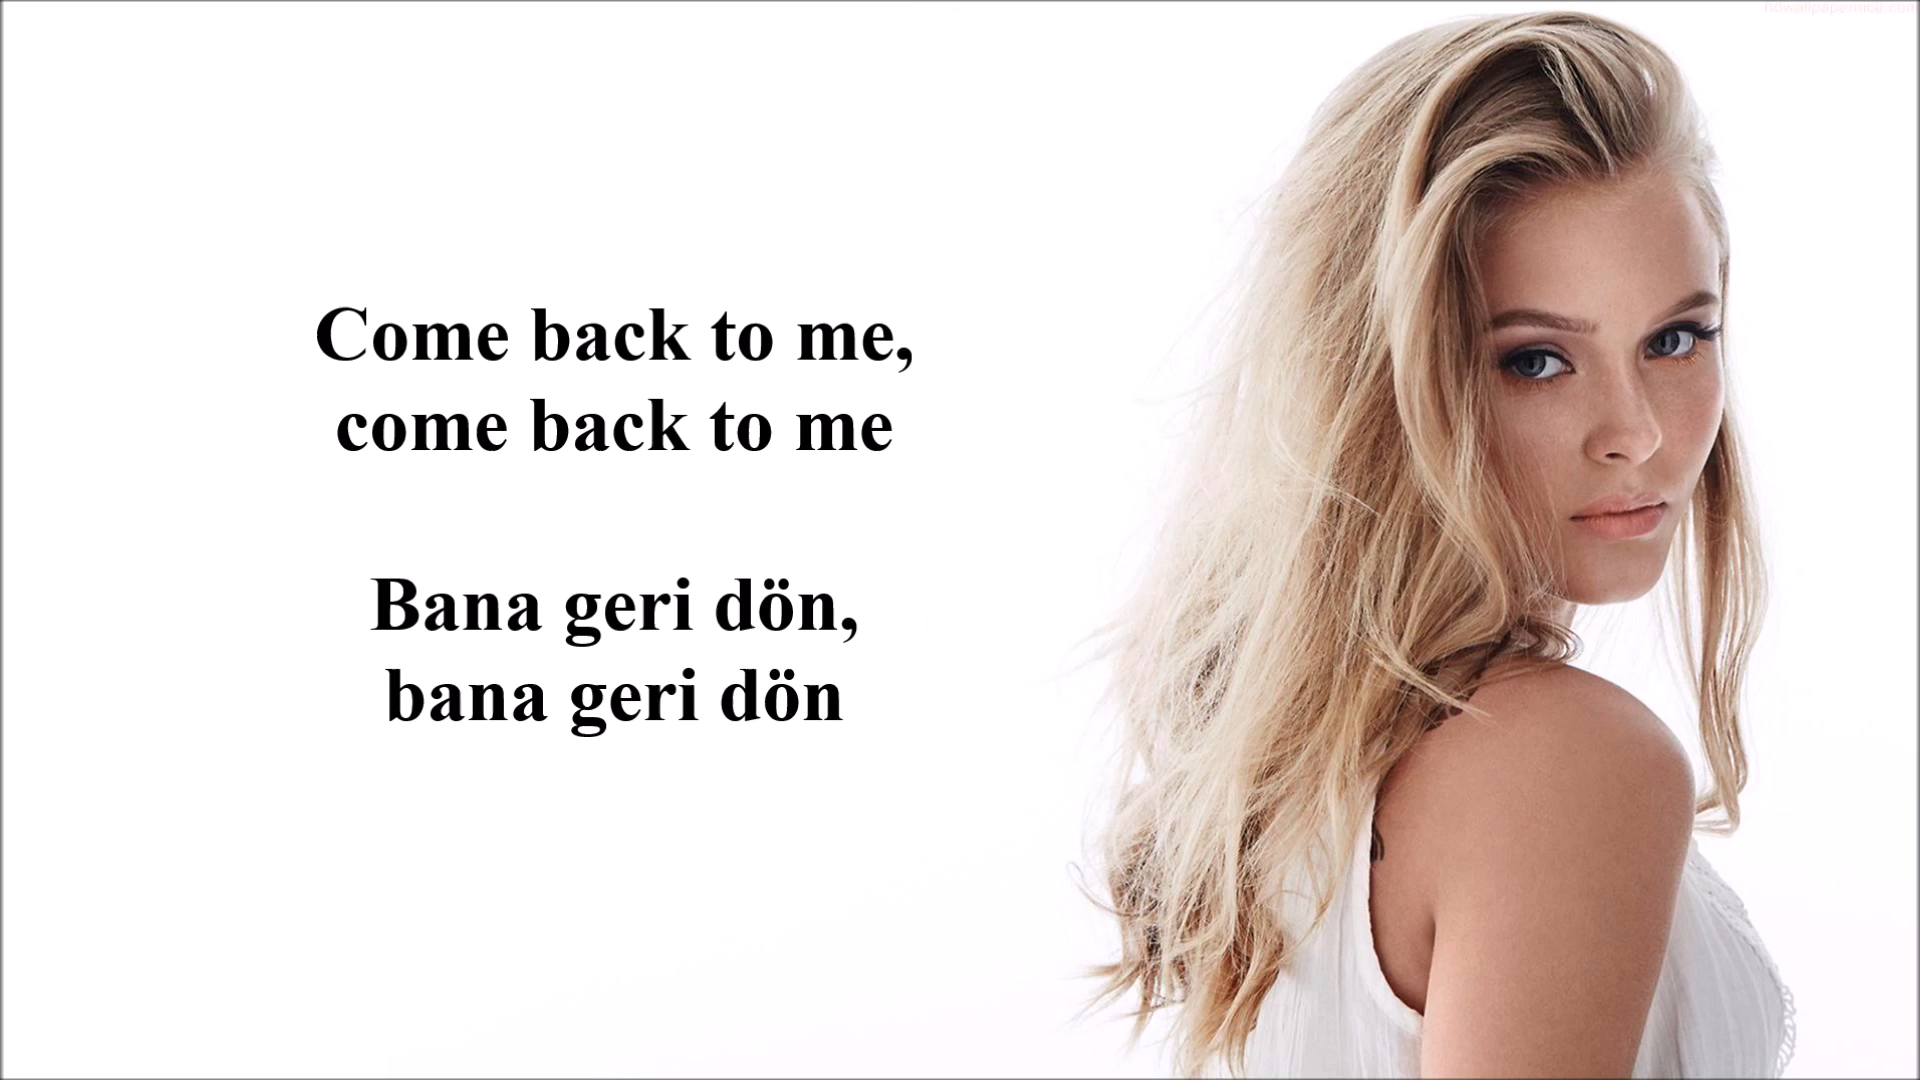 Come back to me,
come back to me
Bana geri dön,
bana geri dön